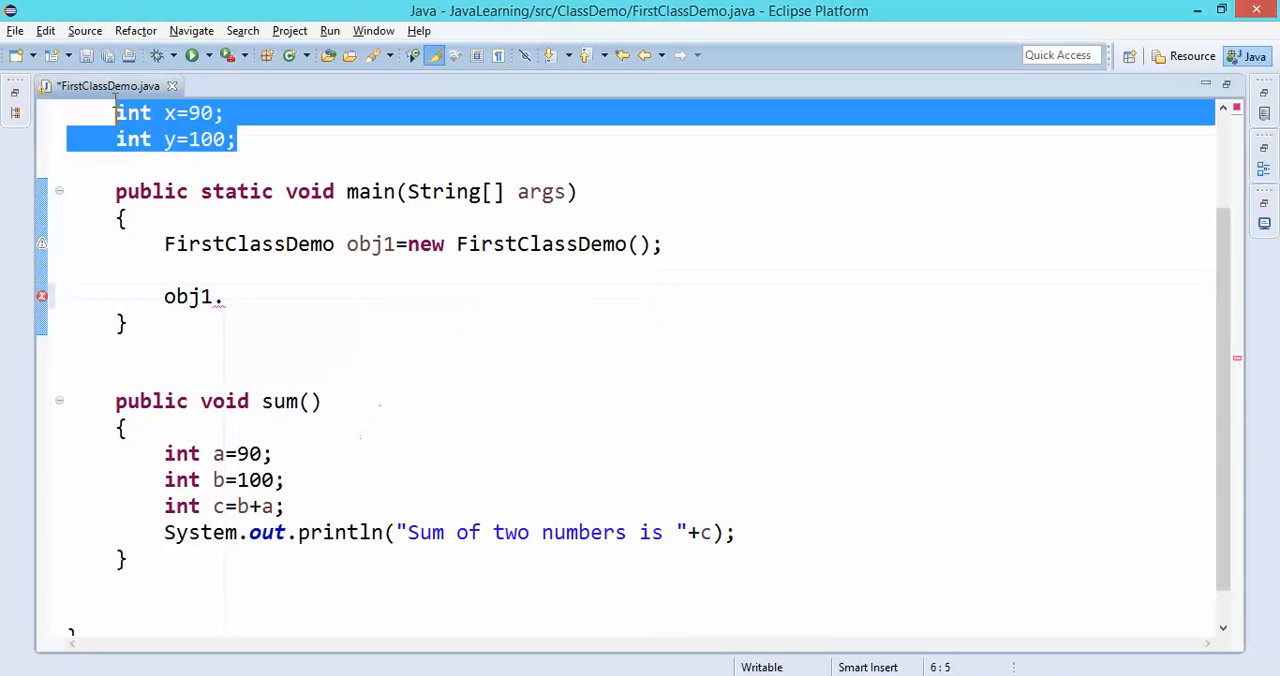 Java - JavaLearning/src/ClassDemo/FirstClassDemo.java - Eclipse Platform
File Edit Source Refactor Navigate Search Project Run Window Help
Quick Access Resource Java
*FirstClassDemo.java
int x=90;
int y=100;
public static void main(String[] args)
{
FirstClassDemo obj1=new FirstClassDemo();
obj1.
}
public void sum()
{
int a=90;
int b=100;
int c=b+a;
System.out.println("Sum of two numbers is "+c);
}
}
Writable Smart Insert 6 : 5